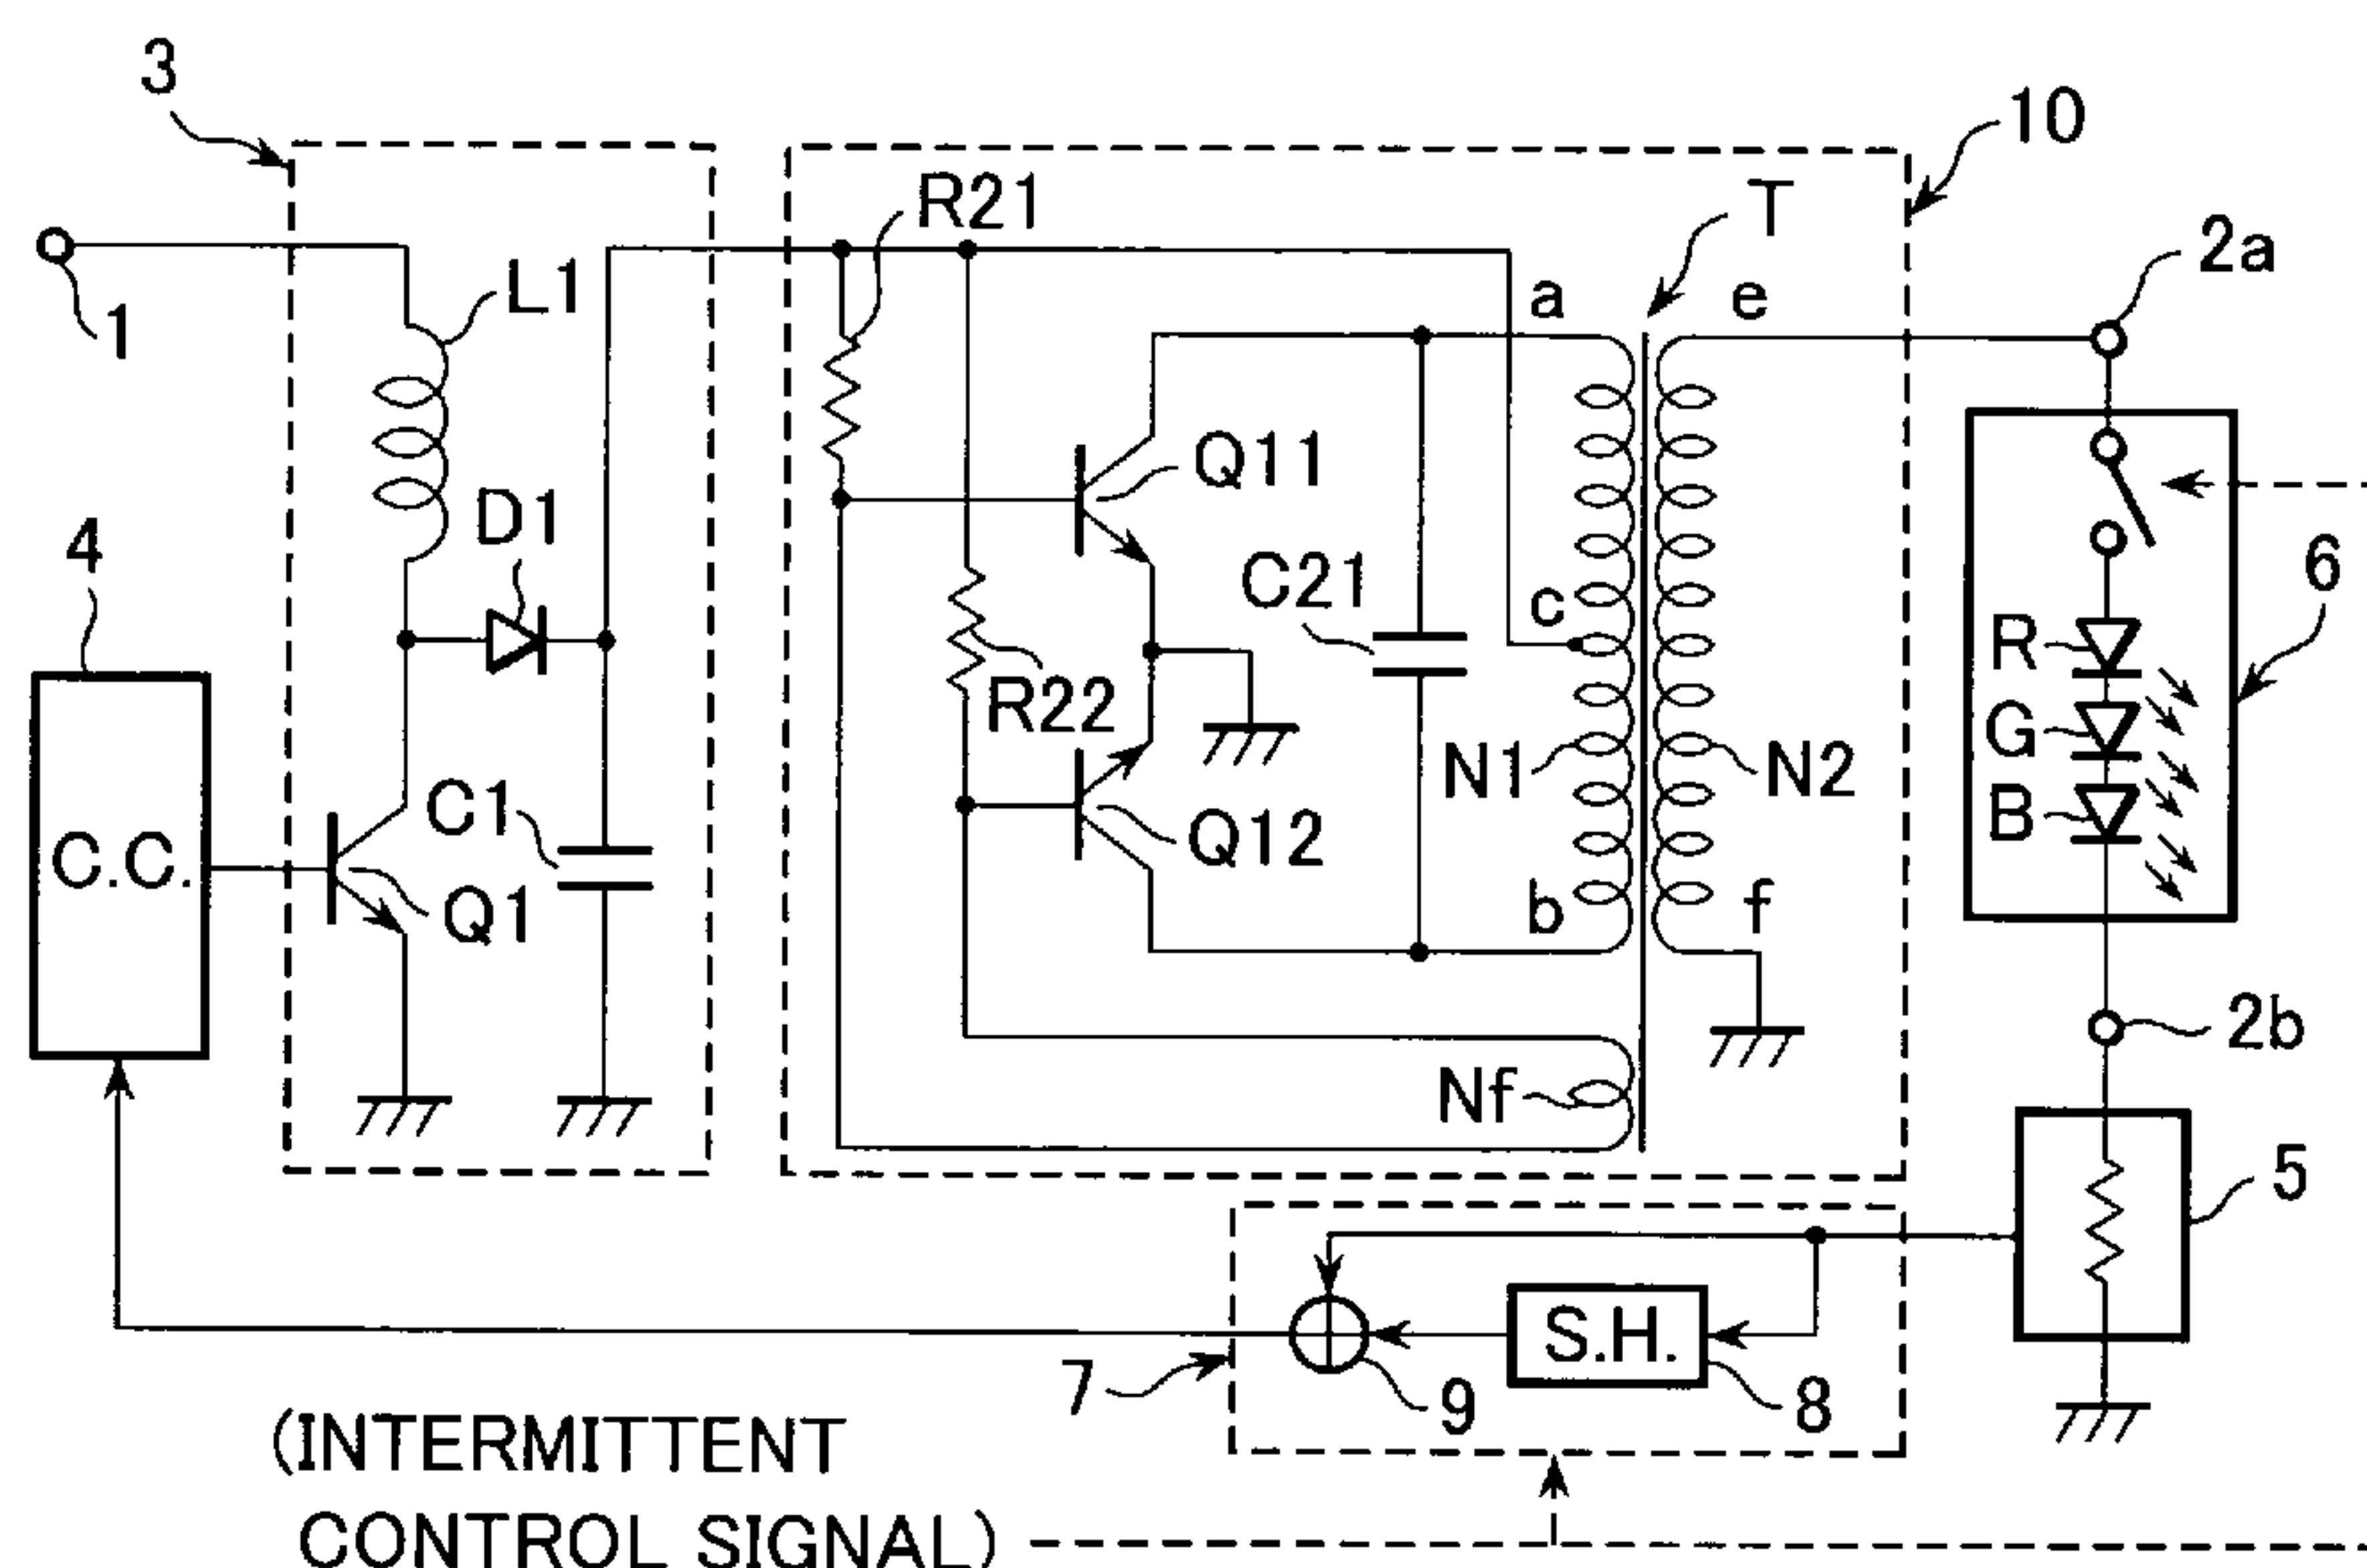 3
10
R21
T
2a
L1
a
e
1
Q11
D1
4
C21
c
6
R
R22
G
N1
N2
C1
B
Q12
C.C.
Q1
b
f
2b
Nf
5
S.H.
7
9
8
(INTERMITTENT
CONTROL SIGNAL)